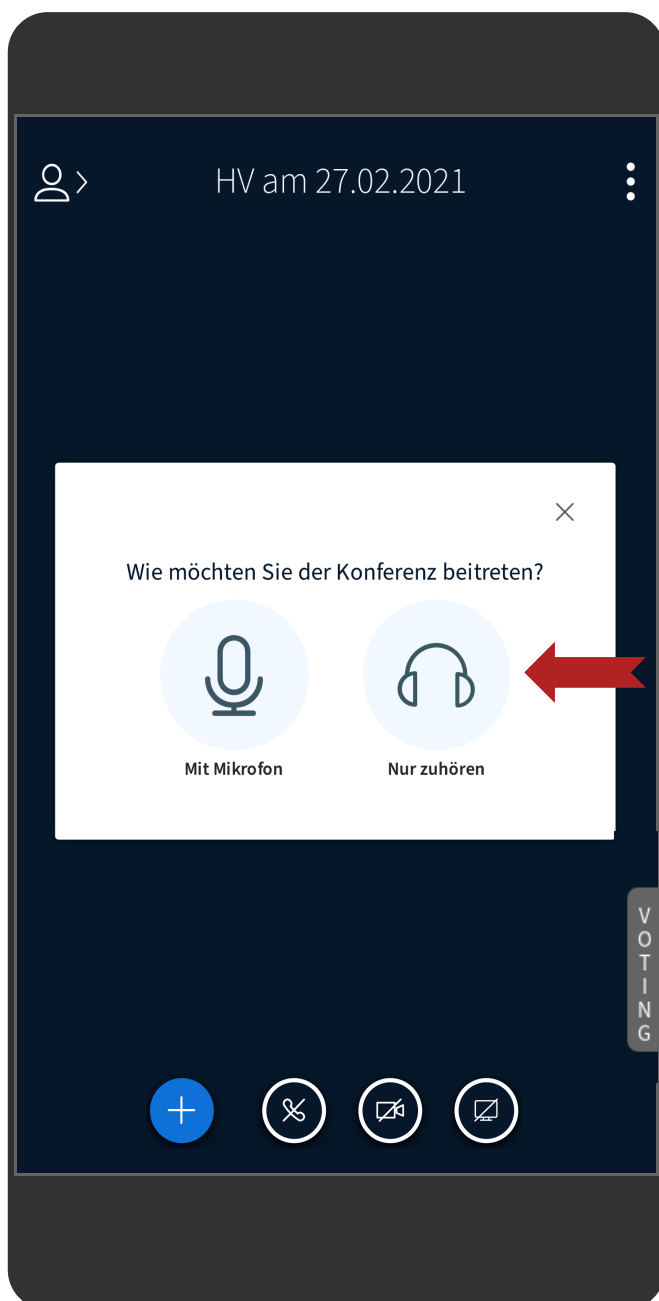 HV am 27.02.2021
Wie möchten Sie der Konferenz beitreten?
Mit Mikrofon
Nur zuhören
VOTING